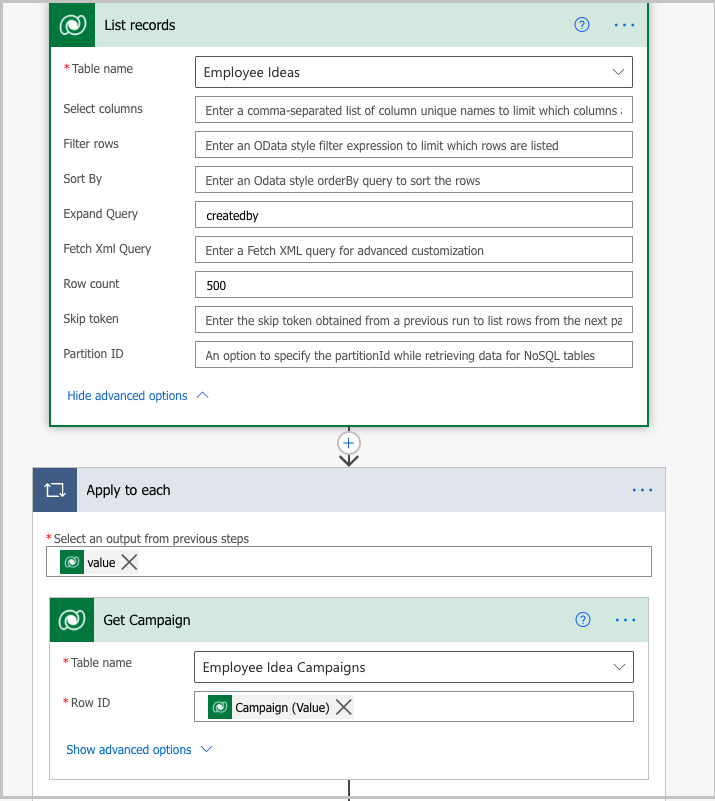 List records
* Table name
Employee Ideas
Select columns
Enter a comma-separated list of column unique names to limit which columns
Filter rows
Enter an OData style filter expression to limit which rows are listed
Sort By
Enter an Odata style orderBy query to sort the rows
Expand Query
createdby
Fetch Xml Query
Enter a Fetch XML query for advanced customization
Row count
500
Skip token
Enter the skip token obtained from a previous run to list rows from the next pa
Partition ID
An option to specify the partitionId while retrieving data for NoSQL tables
Hide advanced options
Apply to each
* Select an output from previous steps
value
Get Campaign
* Table name
Employee Idea Campaigns
* Row ID
Campaign (Value)
Show advanced options